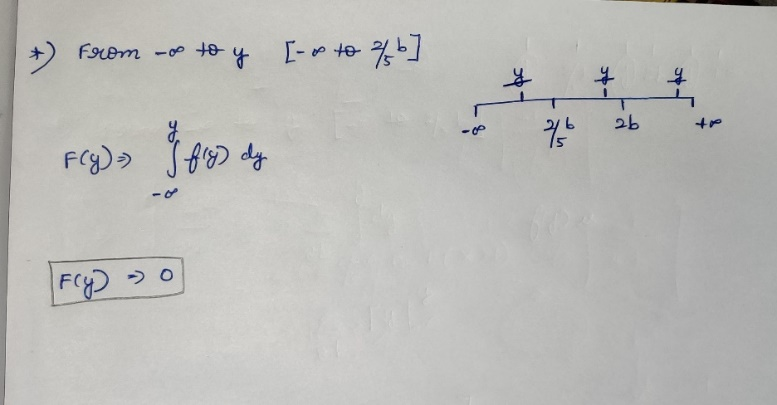 *) From -∞ to y [-∞ to 2/5 b]
y y y
-∞ 2/5 b 2b +∞
F(y) ⇒ ∫_{-∞}^{y} f(y) dy
F(y) ⇒ 0